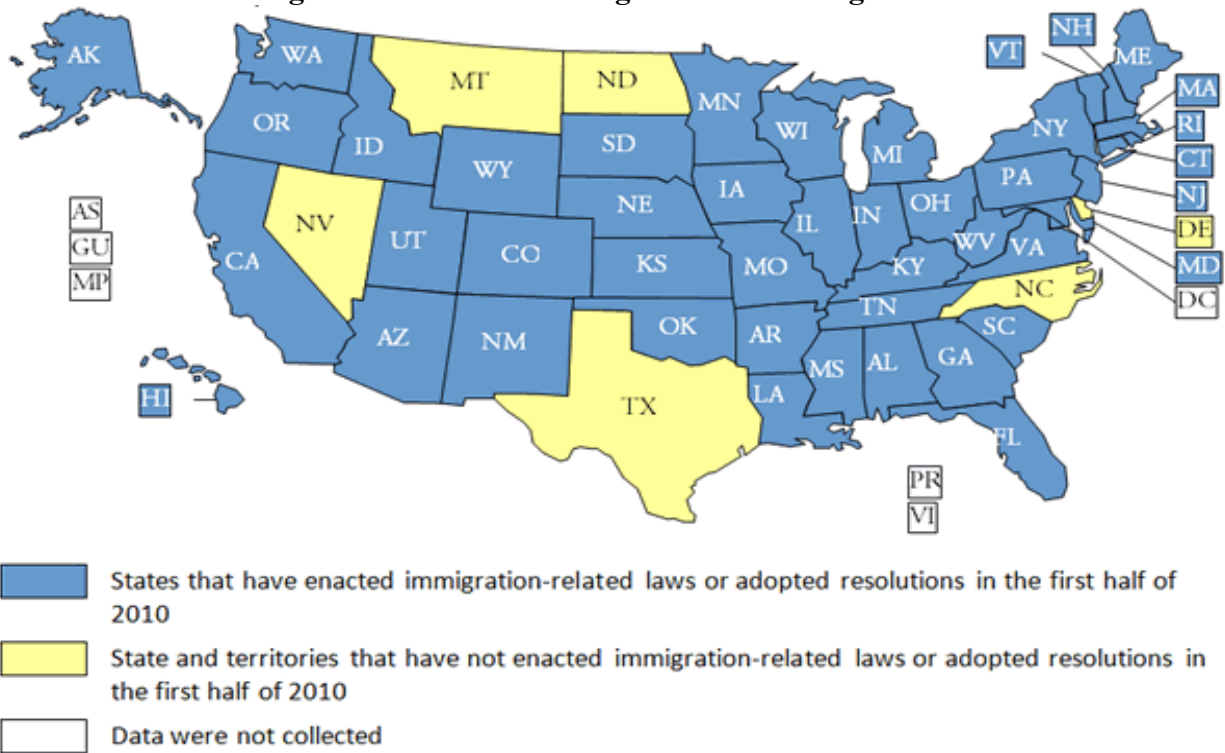 AK
WA
MT
ND
MN
VT
NH
ME
OR
ID
WY
SD
WI
MI
NY
MA
RI
CT
NJ
DE
MD
DC
AS
GU
MP
NV
UT
CO
NE
IA
IL
IN
OH
PA
WV
VA
CA
KS
MO
KY
NC
TN
AZ
NM
OK
AR
SC
MS
AL
GA
LA
TX
FL
HI
PR
VI
States that have enacted immigration-related laws or adopted resolutions in the first half of
2010
State and territories that have not enacted immigration-related laws or adopted resolutions in
the first half of 2010
Data were not collected